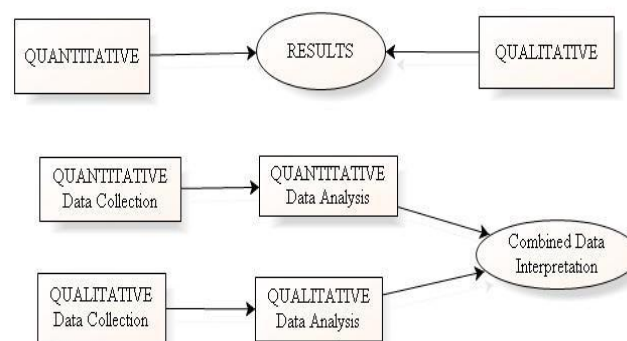 QUANTITATIVE
RESULTS
QUALITATIVE
QUANTITATIVE
Data Collection
QUANTITATIVE
Data Analysis
Combined Data
Interpretation
QUALITATIVE
Data Collection
QUALITATIVE
Data Analysis